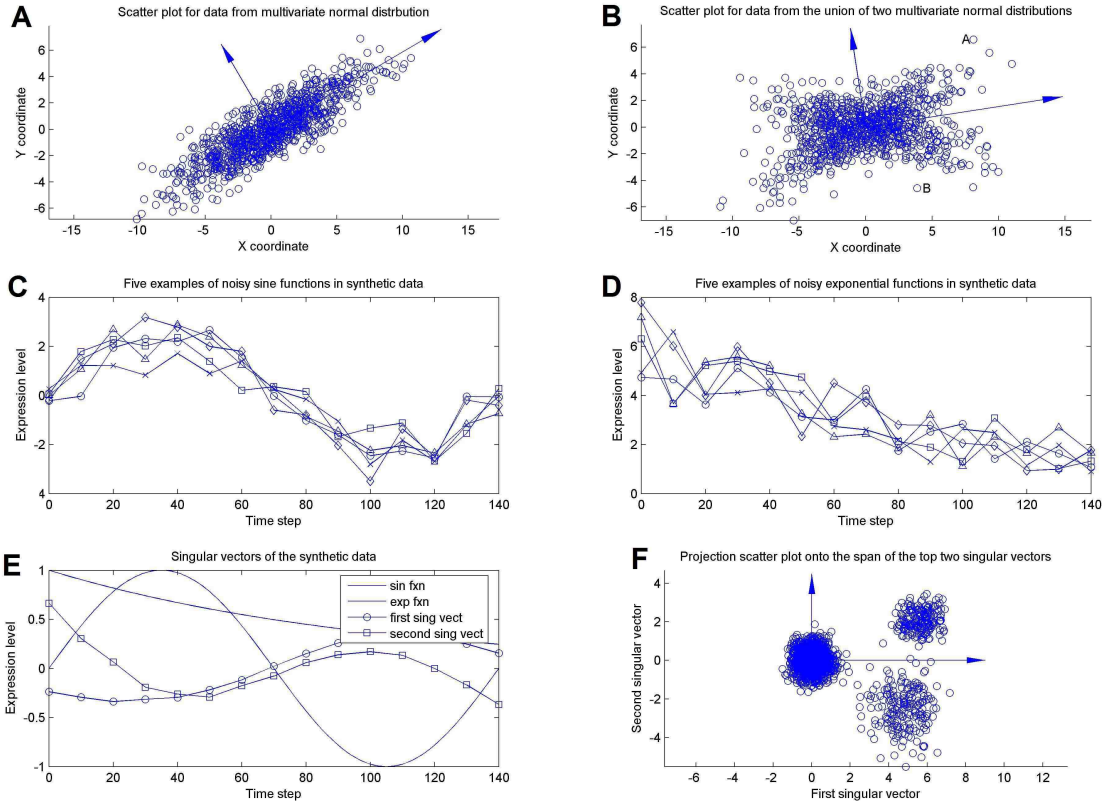 A
Scatter plot for data from multivariate normal distrbution
6
4
2
0
-2
-4
-6
Y coordinate
-15
-10
-5
0
5
10
15
X coordinate
B
Scatter plot for data from the union of two multivariate normal distributions
A
B
6
4
2
0
-2
-4
-6
Y coordinate
-15
-10
-5
0
5
10
15
X coordinate
C
Five examples of noisy sine functions in synthetic data
4
2
0
-2
4
Expression level
0
20
40
60
80
100
120
140
Time step
D
Five examples of noisy exponential functions in synthetic data
8
6
4
2
0
Expression level
0
20
40
60
80
100
120
140
Time step
E
Singular vectors of the synthetic data
1
0.5
0
-0.5
-1
Expression level
sin fxn
exp fxn
first sing vect
second sing vect
0
20
40
60
80
100
120
140
Time step
F
Projection scatter plot onto the span of the top two singular vectors
4
2
0
-2
-4
Second singular vector
-6
-4
-2
0
2
4
6
8
10
12
First singular vector